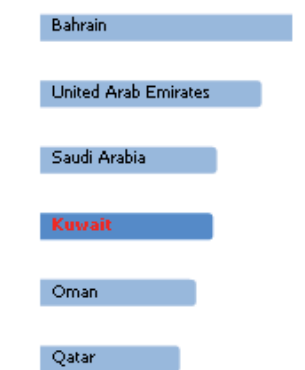 Bahrain
United Arab Emirates
Saudi Arabia
Kuwait
Oman
Qatar